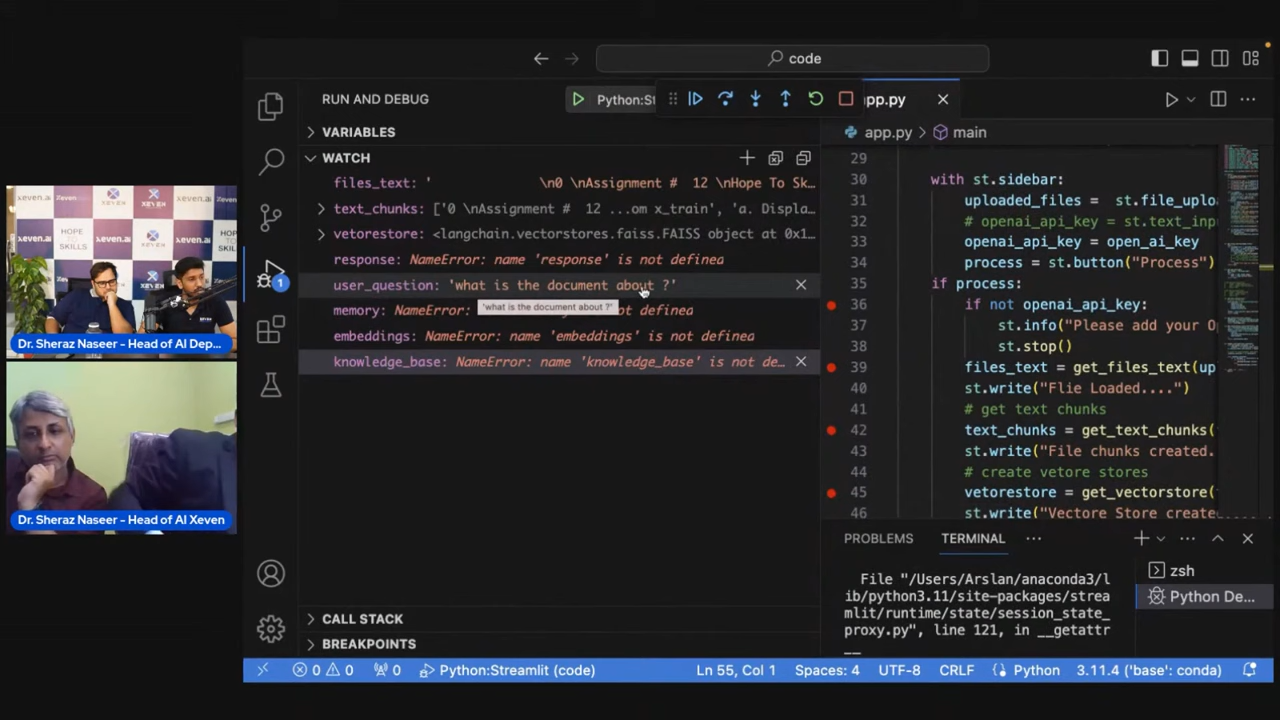 code
RUN AND DEBUG
Python:St
app.py
VARIABLES
app.py > main
WATCH
files_text: ' \n0 \nAssignment # 12 \nHope To Sk…
text_chunks: ['0 \nAssignment # 12 ...om x_train', 'a. Displa…
vetorestore: <langchain.vectorstores.faiss.FAISS object at 0x1…
response: NameError: name 'response' is not defined
user_question: 'what is the document about ?'
'what is the document about ?'
memory: NameError: not defined
embeddings: NameError: name 'embeddings' is not defined
knowledge_base: NameError: name 'knowledge_base' is not de…
CALL STACK
BREAKPOINTS
29
30 with st.sidebar:
31 uploaded_files = st.file_uploa
32 # openai_api_key = st.text_inp
33 openai_api_key = open_ai_key
34 process = st.button("Process")
35 if process:
36 if not openai_api_key:
37 st.info("Please add your O
38 st.stop()
39 files_text = get_files_text(up
40 st.write("Flie Loaded....")
41 # get text chunks
42 text_chunks = get_text_chunks(
43 st.write("File chunks created.
44 # create vetore stores
45 vetorestore = get_vectorstore(
46 st.write("Vectore Store create
PROBLEMS TERMINAL
File "/Users/Arslan/anaconda3/l
ib/python3.11/site-packages/strea
mlit/runtime/state/session_state_
proxy.py", line 121, in __getattr
__
zsh
Python De...
1
0 0 0 Python:Streamlit (code) Ln 55, Col 1 Spaces: 4 UTF-8 CRLF Python 3.11.4 ('base': conda)
xeven.ai
XEVEN
HOPE
TO
SKILLS
Dr. Sheraz Naseer - Head of AI Dep...
Dr. Sheraz Naseer - Head of AI Xeven